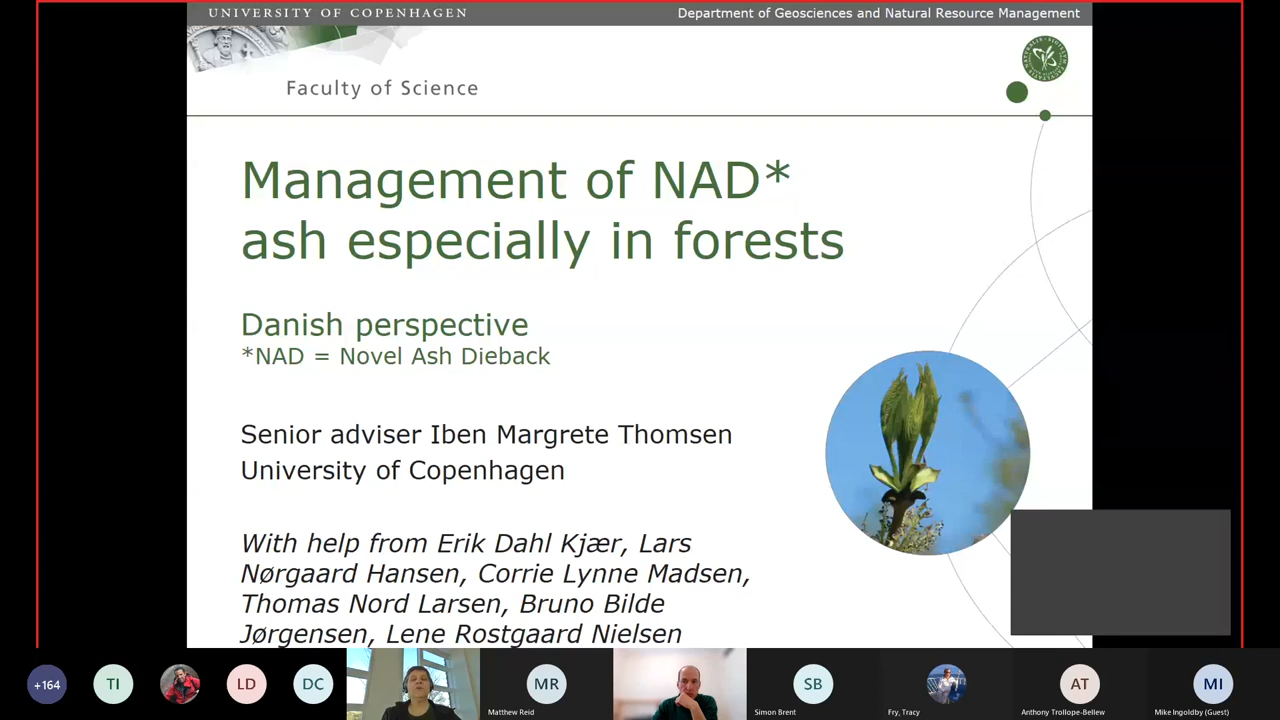 UNIVERSITY OF COPENHAGEN
Department of Geosciences and Natural Resource Management
Faculty of Science
Management of NAD*
ash especially in forests
Danish perspective
*NAD = Novel Ash Dieback
Senior adviser Iben Margrete Thomsen
University of Copenhagen
With help from Erik Dahl Kjær, Lars
Nørgaard Hansen, Corrie Lynne Madsen,
Thomas Nord Larsen, Bruno Bilde
Jørgensen, Lene Rostgaard Nielsen
+164
TI
LD
DC
MR
SB
AT
MI
Matthew Reid
Simon Brent
Fry, Tracy
Anthony Trollope-Bellew
Mike Ingoldby (Guest)